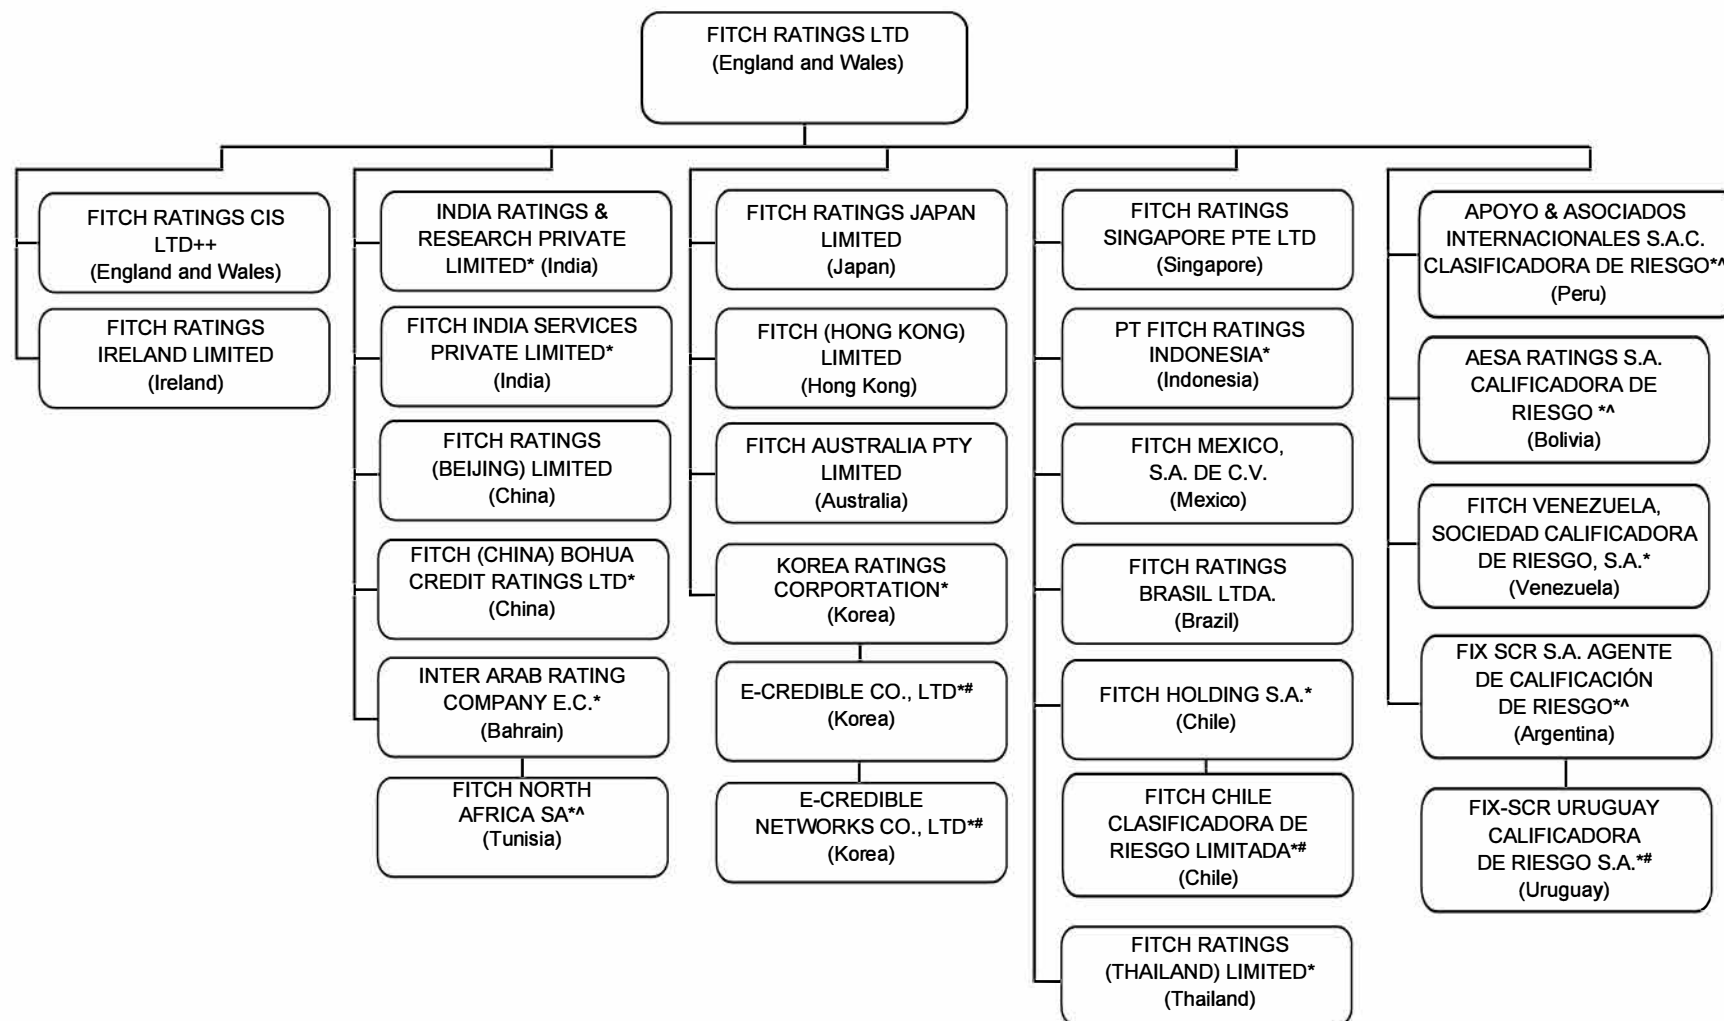 FITCH RATINGS LTD
(England and Wales)
FITCH RATINGS CIS
LTD++
(England and Wales)
FITCH RATINGS
IRELAND LIMITED
(Ireland)
INDIA RATINGS &
RESEARCH PRIVATE
LIMITED* (India)
FITCH INDIA SERVICES
PRIVATE LIMITED*
(India)
FITCH RATINGS
(BEIJING) LIMITED
(China)
FITCH (CHINA) BOHUA
CREDIT RATINGS LTD*
(China)
INTER ARAB RATING
COMPANY E.C.*
(Bahrain)
FITCH NORTH
AFRICA SA*^
(Tunisia)
FITCH RATINGS JAPAN
LIMITED
(Japan)
FITCH (HONG KONG)
LIMITED
(Hong Kong)
FITCH AUSTRALIA PTY
LIMITED
(Australia)
KOREA RATINGS
CORPORTATION*
(Korea)
E-CREDIBLE CO., LTD*#
(Korea)
E-CREDIBLE
NETWORKS CO., LTD*#
(Korea)
FITCH RATINGS
SINGAPORE PTE LTD
(Singapore)
PT FITCH RATINGS
INDONESIA*
(Indonesia)
FITCH MEXICO,
S.A. DE C.V.
(Mexico)
FITCH RATINGS
BRASIL LTDA.
(Brazil)
FITCH HOLDING S.A.*
(Chile)
FITCH CHILE
CLASIFICADORA DE
RIESGO LIMITADA*#
(Chile)
FITCH RATINGS
(THAILAND) LIMITED*
(Thailand)
APOYO & ASOCIADOS
INTERNACIONALES S.A.C.
CLASIFICADORA DE RIESGO*^
(Peru)
AESA RATINGS S.A.
CALIFICADORA DE
RIESGO *^
(Bolivia)
FITCH VENEZUELA,
SOCIEDAD CALIFICADORA
DE RIESGO, S.A.*
(Venezuela)
FIX SCR S.A. AGENTE
DE CALIFICACIÓN
DE RIESGO*^
(Argentina)
FIX-SCR URUGUAY
CALIFICADORA
DE RIESGO S.A.*#
(Uruguay)